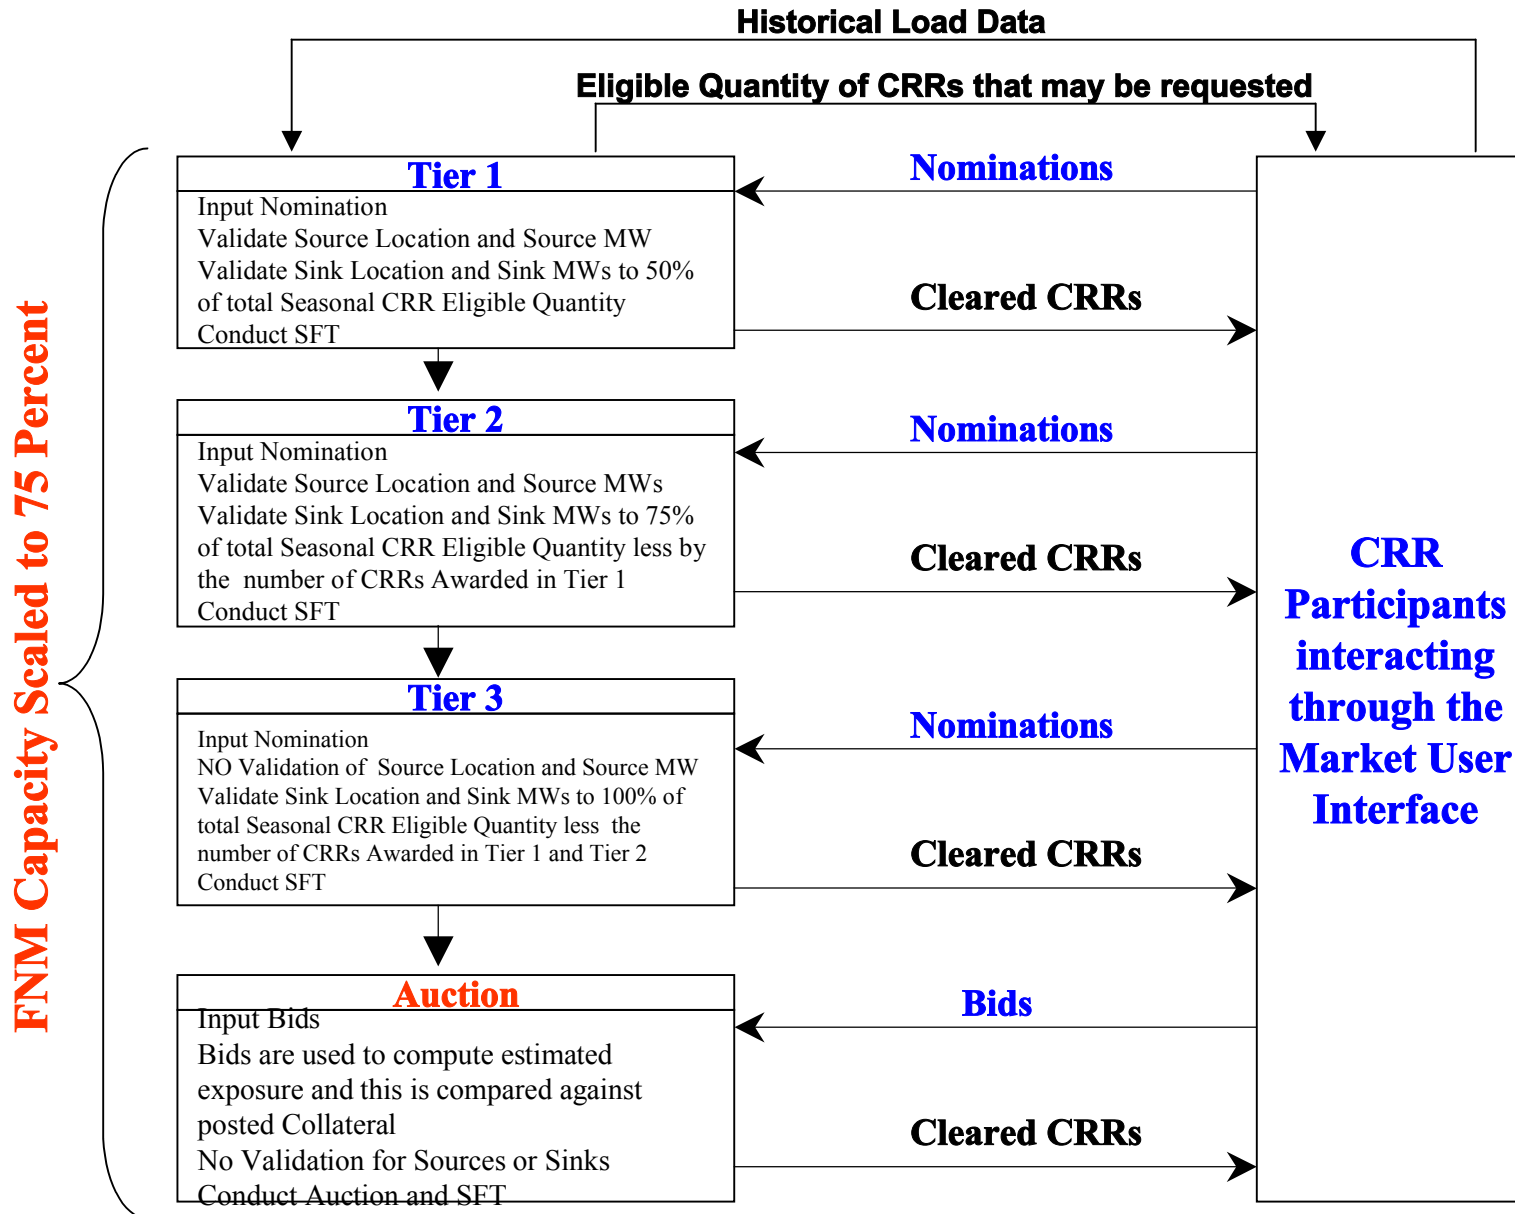 Historical Load Data
Eligible Quantity of CRRs that may be requested
FNM Capacity Scaled to 75 Percent
Tier 1
Input Nomination
Validate Source Location and Source MW
Validate Sink Location and Sink MWs to 50%
of total Seasonal CRR Eligible Quantity
Conduct SFT
Nominations
Cleared CRRs
Tier 2
Input Nomination
Validate Source Location and Source MWs
Validate Sink Location and Sink MWs to 75%
of total Seasonal CRR Eligible Quantity less by
the number of CRRs Awarded in Tier 1
Conduct SFT
Nominations
Cleared CRRs
Tier 3
Input Nomination
NO Validation of Source Location and Source MW
Validate Sink Location and Sink MWs to 100% of
total Seasonal CRR Eligible Quantity less the
number of CRRs Awarded in Tier 1 and Tier 2
Conduct SFT
Nominations
Cleared CRRs
Auction
Input Bids
Bids are used to compute estimated
exposure and this is compared against
posted Collateral
No Validation for Sources or Sinks
Conduct Auction and SFT
Bids
Cleared CRRs
CRR
Participants
interacting
through the
Market User
Interface